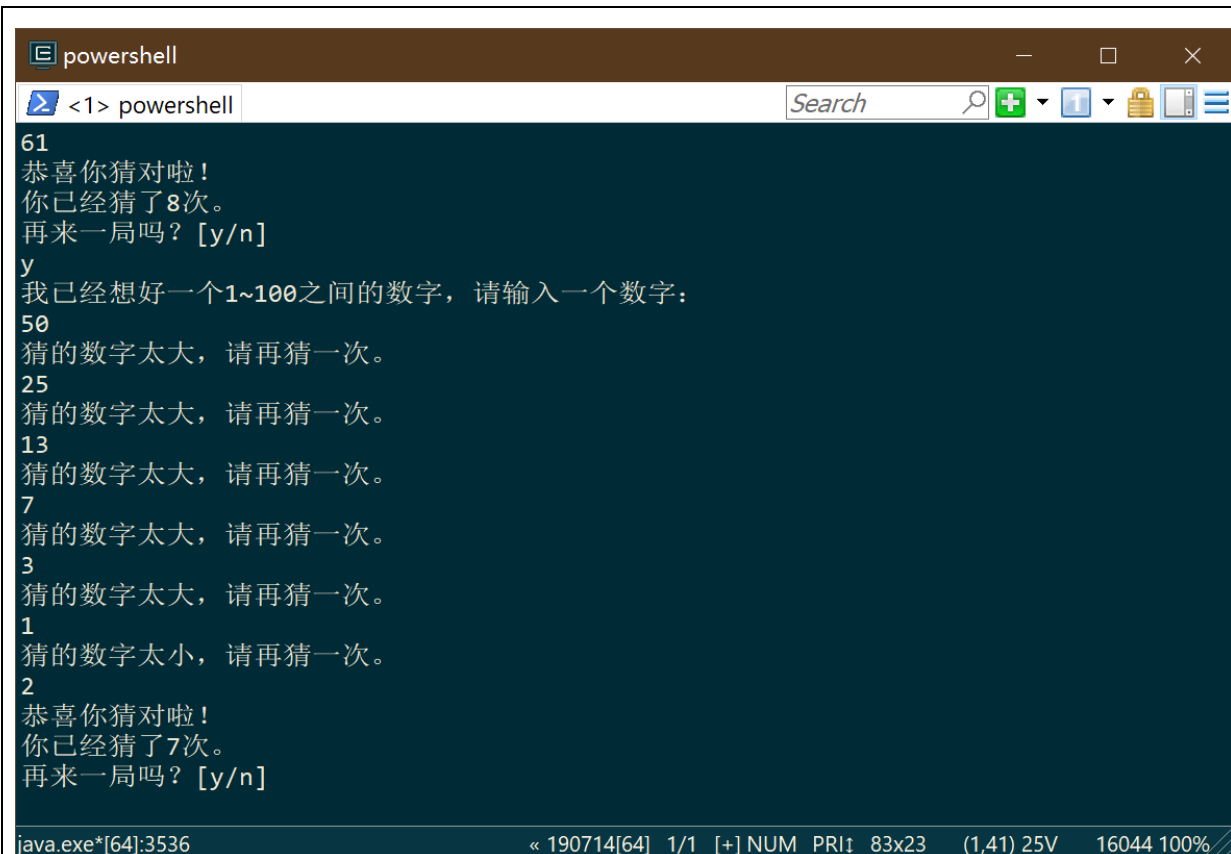 powershell
<1> powershell
Search
61
恭喜你猜对啦！
你已经猜了8次。
再来一局吗？[y/n]
y
我已经想好一个1~100之间的数字，请输入一个数字：
50
猜的数字太大，请再猜一次。
25
猜的数字太大，请再猜一次。
13
猜的数字太大，请再猜一次。
7
猜的数字太大，请再猜一次。
3
猜的数字太大，请再猜一次。
1
猜的数字太小，请再猜一次。
2
恭喜你猜对啦！
你已经猜了7次。
再来一局吗？[y/n]
java.exe*[64]:3536 « 190714[64] 1/1 [+] NUM PRI↕ 83x23 (1,41) 25V 16044 100%